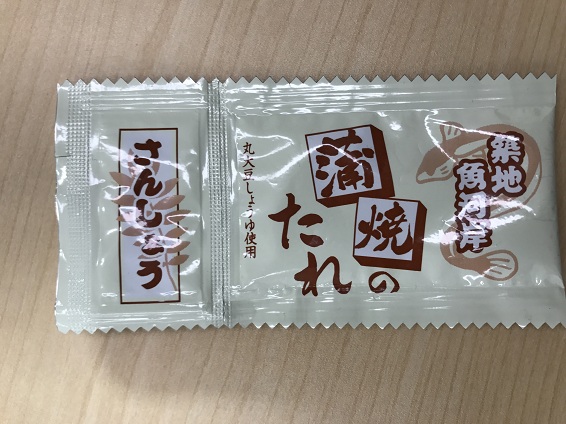 築地
魚河岸
蒲焼の
たれ
丸大豆しょうゆ使用
さんしょう